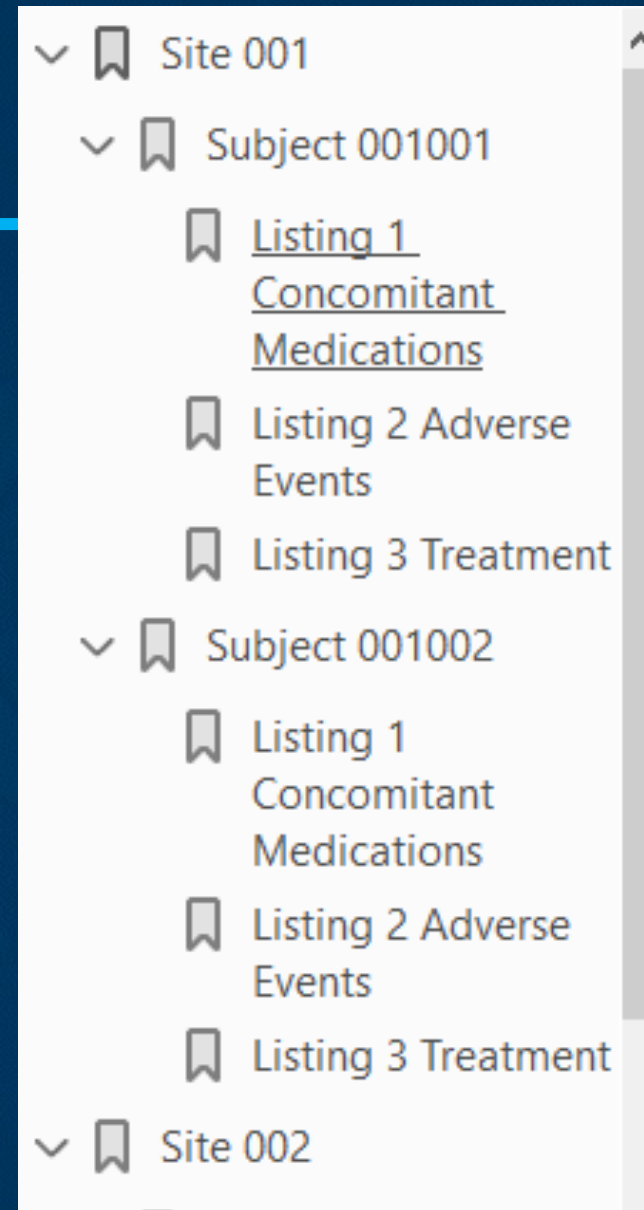 Site 001
Subject 001001
Listing 1
Concomitant
Medications
Listing 2 Adverse
Events
Listing 3 Treatment
Subject 001002
Listing 1
Concomitant
Medications
Listing 2 Adverse
Events
Listing 3 Treatment
Site 002